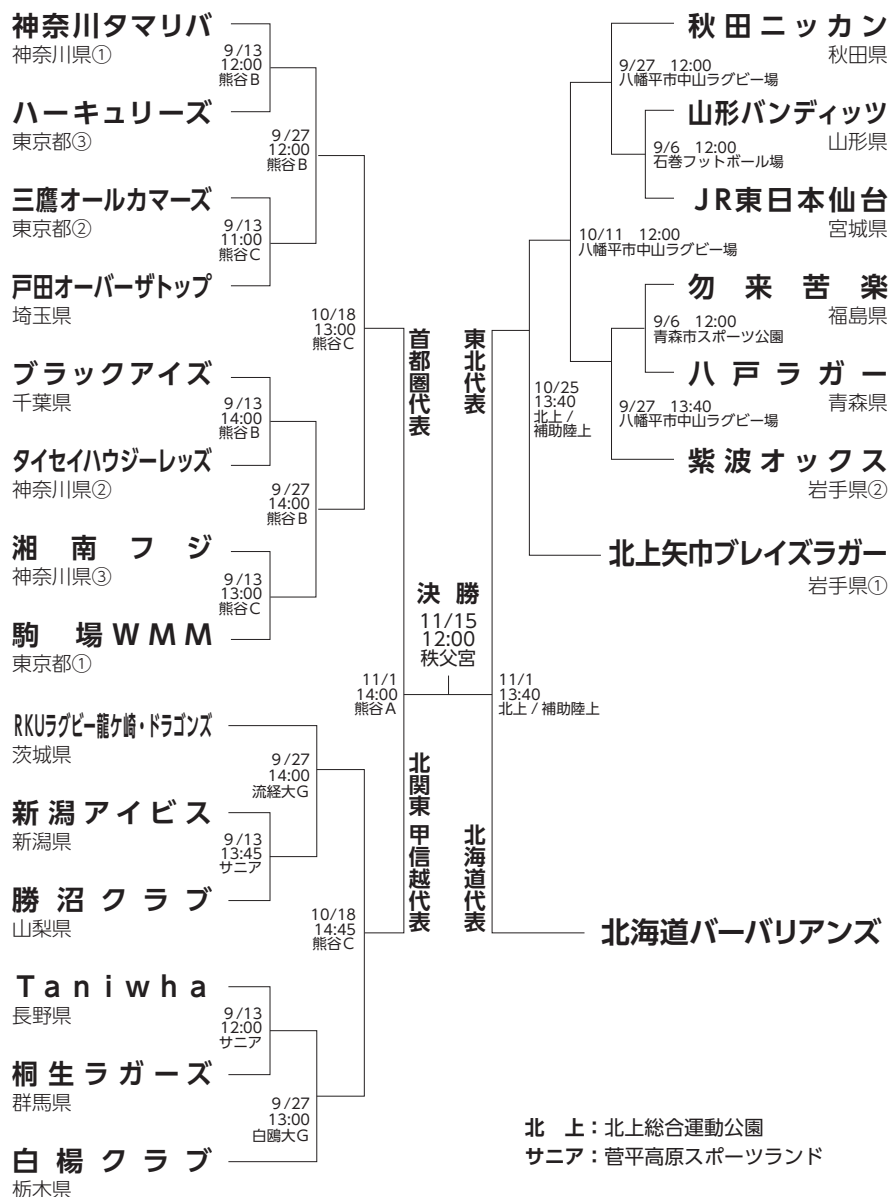 神奈川タマリバ
神奈川県①
9/13
12:00
熊谷B
ハーキュリーズ
東京都③
9/27
12:00
熊谷B
三鷹オールカマーズ
東京都②
9/13
11:00
熊谷C
戸田オーバーザトップ
埼玉県
10/18
13:00
熊谷C
ブラックアイズ
千葉県
9/13
14:00
熊谷B
タイセイハウジーレッズ
神奈川県②
9/27
14:00
熊谷B
湘南フジ
神奈川県③
9/13
13:00
熊谷C
駒場WMM
東京都①
首都圏代表
11/1
14:00
熊谷A
RKUラグビー龍ケ崎・ドラゴンズ
茨城県
9/27
14:00
流経大G
新潟アイビス
新潟県
9/13
13:45
サニア
勝沼クラブ
山梨県
10/18
14:45
熊谷C
Taniwha
長野県
9/13
12:00
サニア
桐生ラガーズ
群馬県
9/27
13:00
白鷗大G
白楊クラブ
栃木県
北関東 甲信越代表
決勝
11/15
12:00
秩父宮
東北代表
秋田ニッカン
秋田県
9/27 12:00
八幡平市中山ラグビー場
山形バンディッツ
山形県
9/6 12:00
石巻フットボール場
JR東日本仙台
宮城県
10/11 12:00
八幡平市中山ラグビー場
勿来苦楽
福島県
9/6 12:00
青森市スポーツ公園
八戸ラガー
青森県
10/25
13:40
北上 /
補助陸上
9/27 13:40
八幡平市中山ラグビー場
紫波オックス
岩手県②
北上矢巾ブレイズラガー
岩手県①
11/1
13:40
北上 / 補助陸上
北海道代表
北海道バーバリアンズ
北 上：北上総合運動公園
サニア：菅平高原スポーツランド